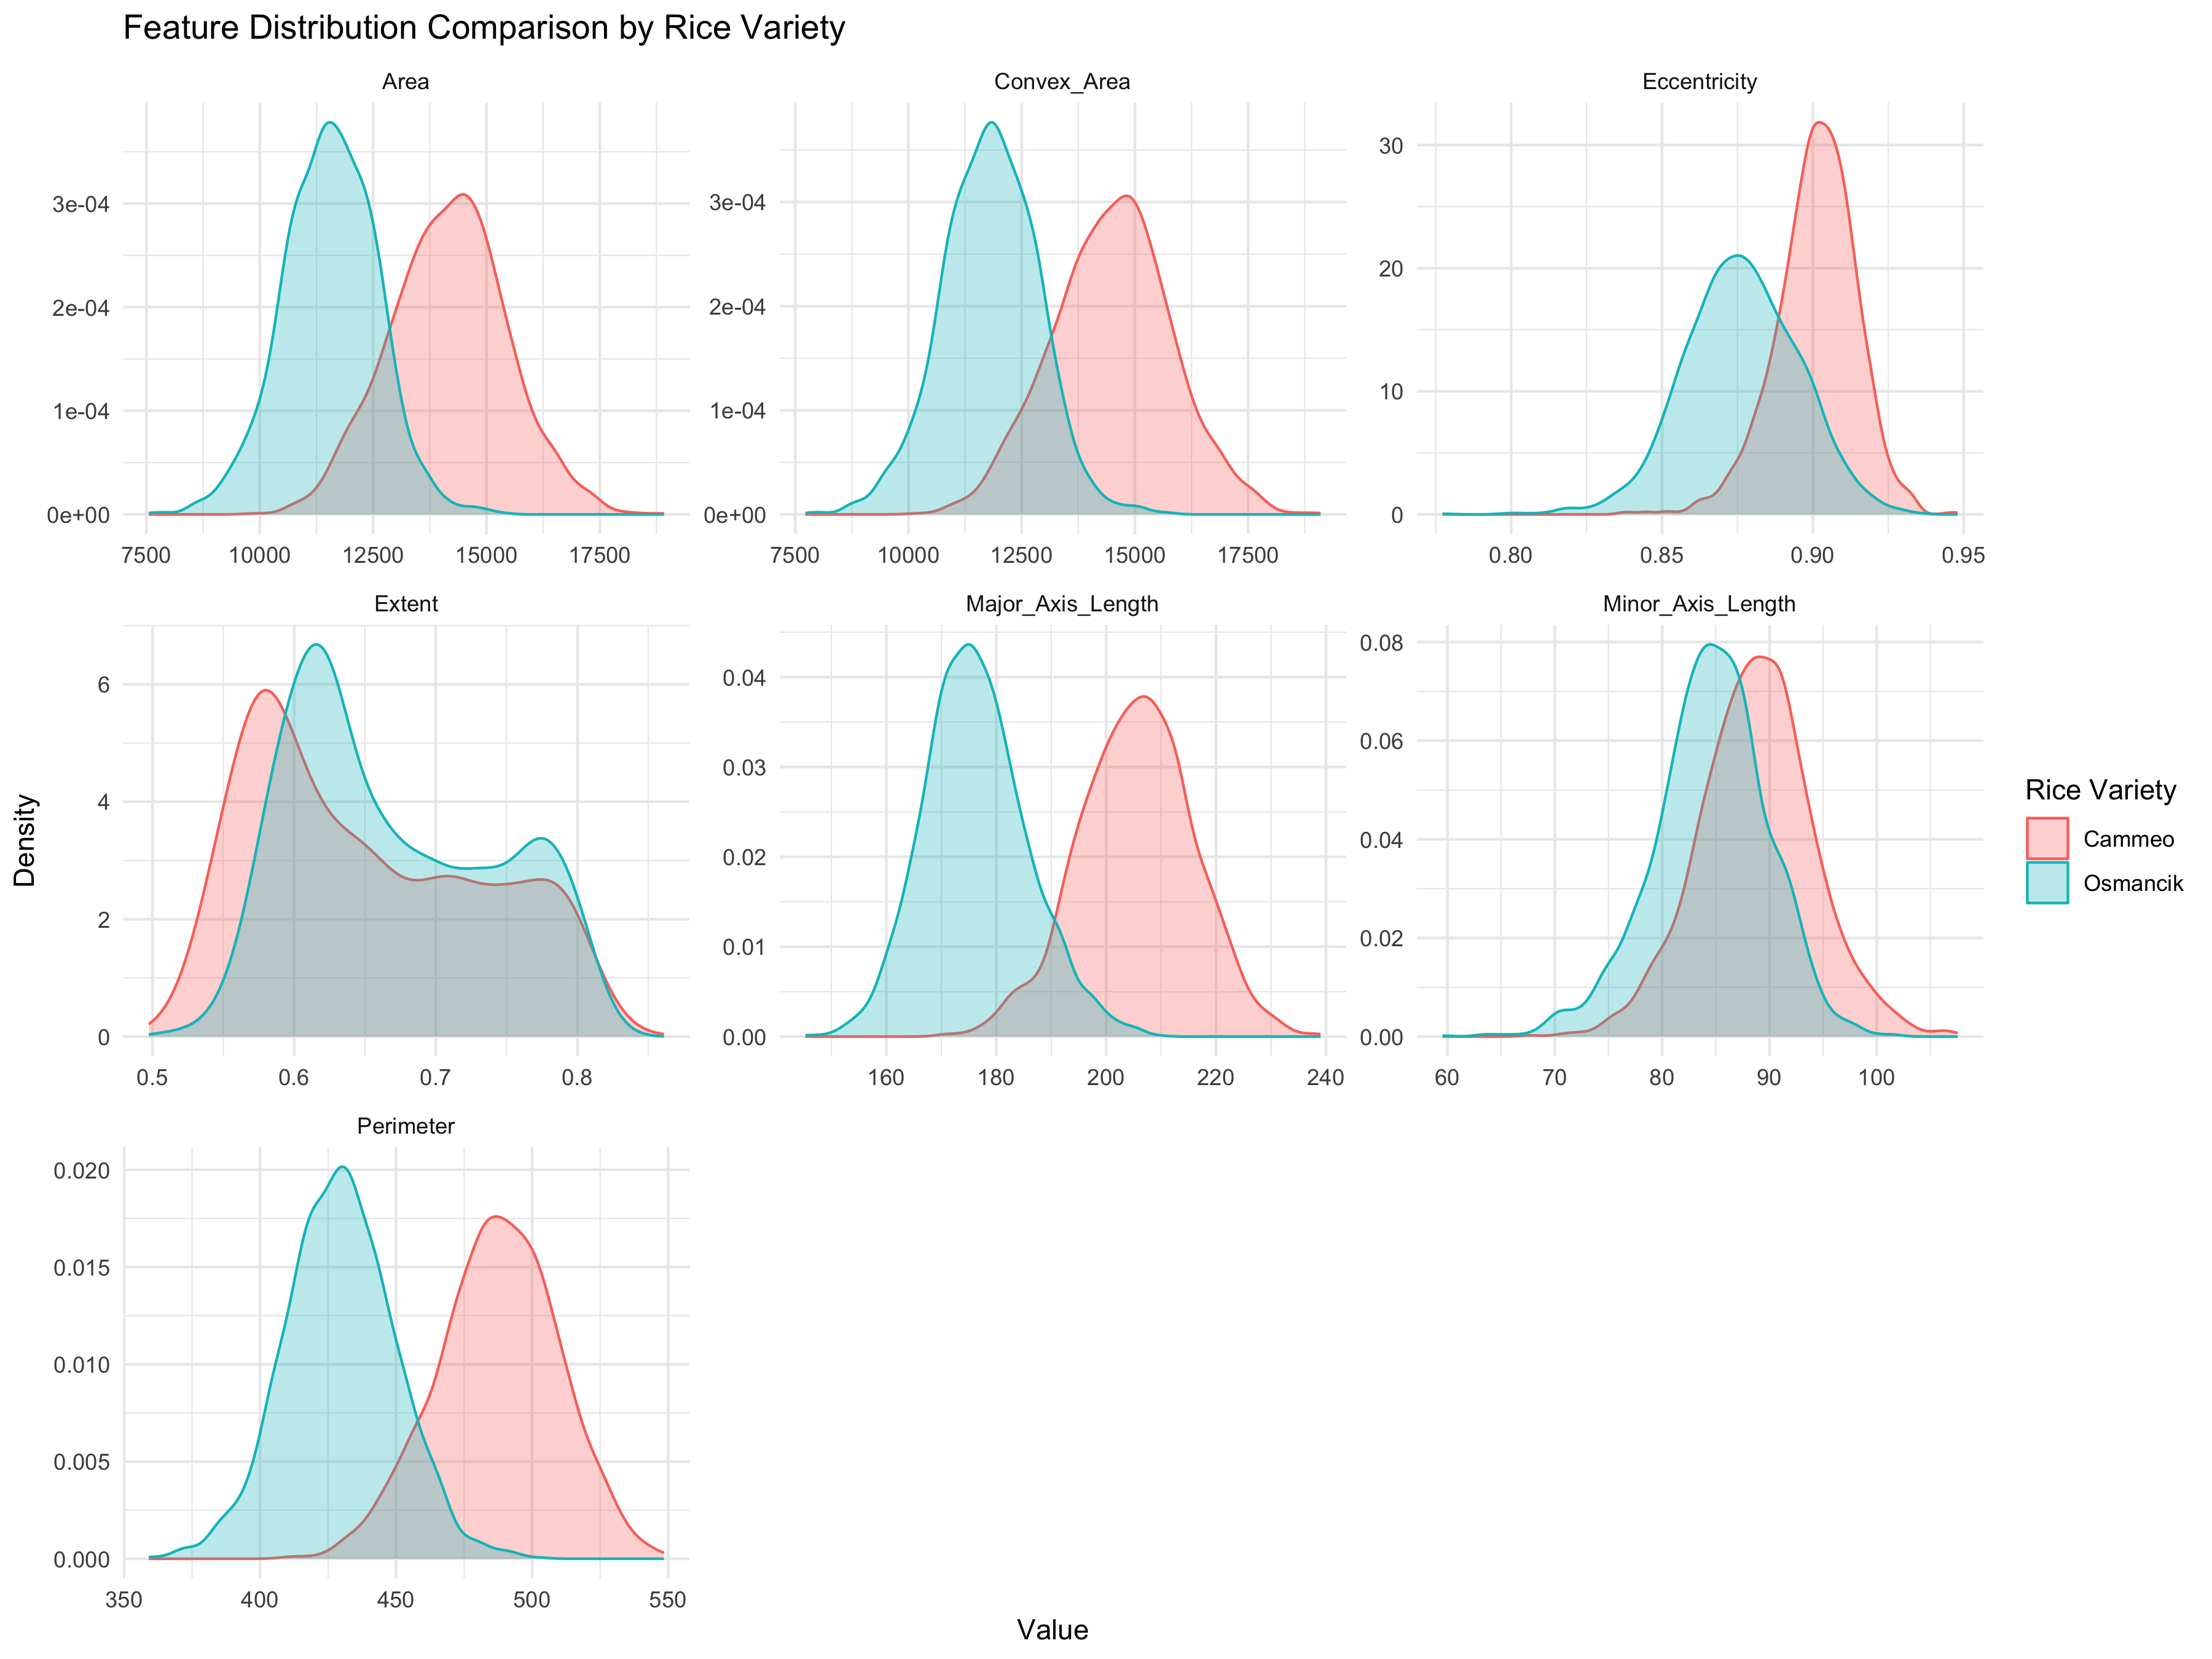 Feature Distribution Comparison by Rice Variety
Area
Convex_Area
Eccentricity
3e-04
2e-04
1e-04
0e+00
7500 10000 12500 15000 17500
3e-04
2e-04
1e-04
0e+00
7500 10000 12500 15000 17500
30
20
10
0
0.80 0.85 0.90 0.95
Extent
Major_Axis_Length
Minor_Axis_Length
6
4
2
0
0.5 0.6 0.7 0.8
0.04
0.03
0.02
0.01
0.00
160 180 200 220 240
0.08
0.06
0.04
0.02
0.00
60 70 80 90 100
Perimeter
0.020
0.015
0.010
0.005
0.000
350 400 450 500 550
Density
Value
Rice Variety
Cammeo
Osmancik